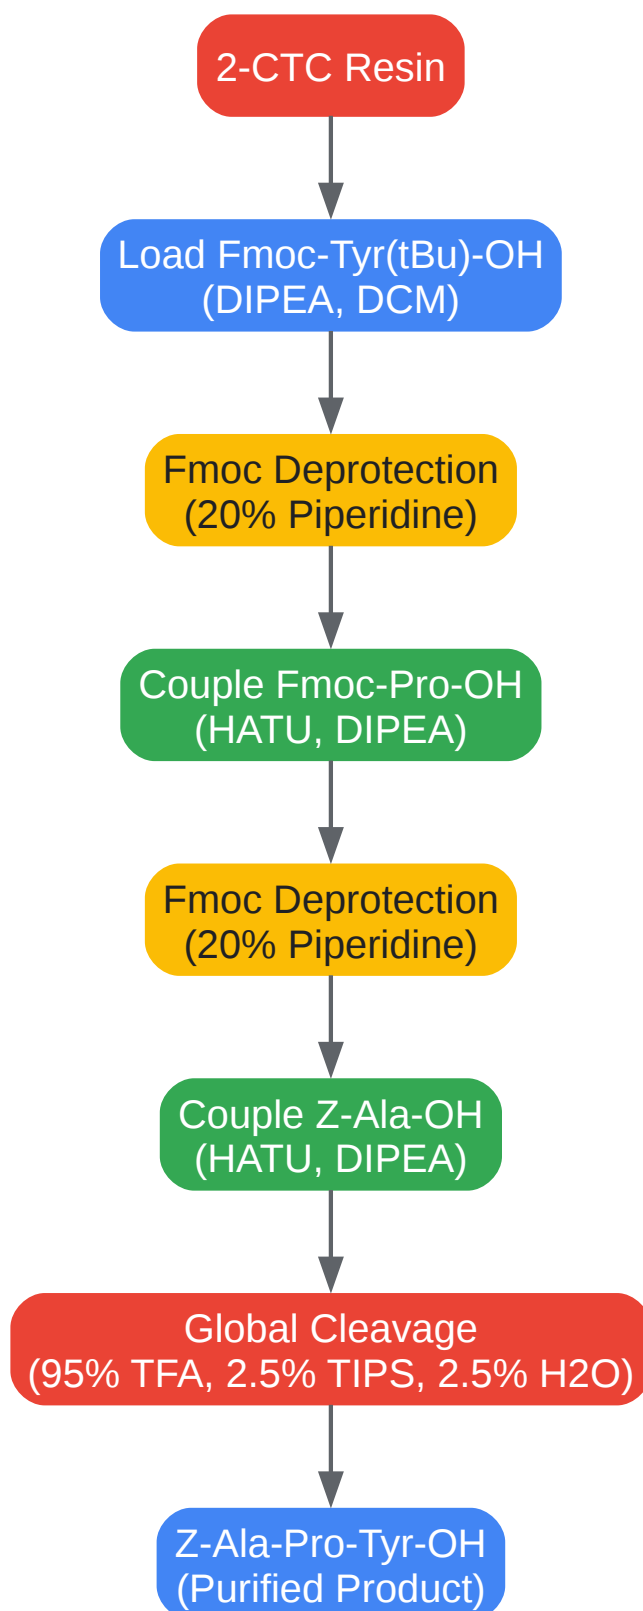 2-CTC Resin
Load Fmoc-Tyr(tBu)-OH
(DIPEA, DCM)
Fmoc Deprotection
(20% Piperidine)
Couple Fmoc-Pro-OH
(HATU, DIPEA)
Fmoc Deprotection
(20% Piperidine)
Couple Z-Ala-OH
(HATU, DIPEA)
Global Cleavage
(95% TFA, 2.5% TIPS, 2.5% H2O)
Z-Ala-Pro-Tyr-OH
(Purified Product)